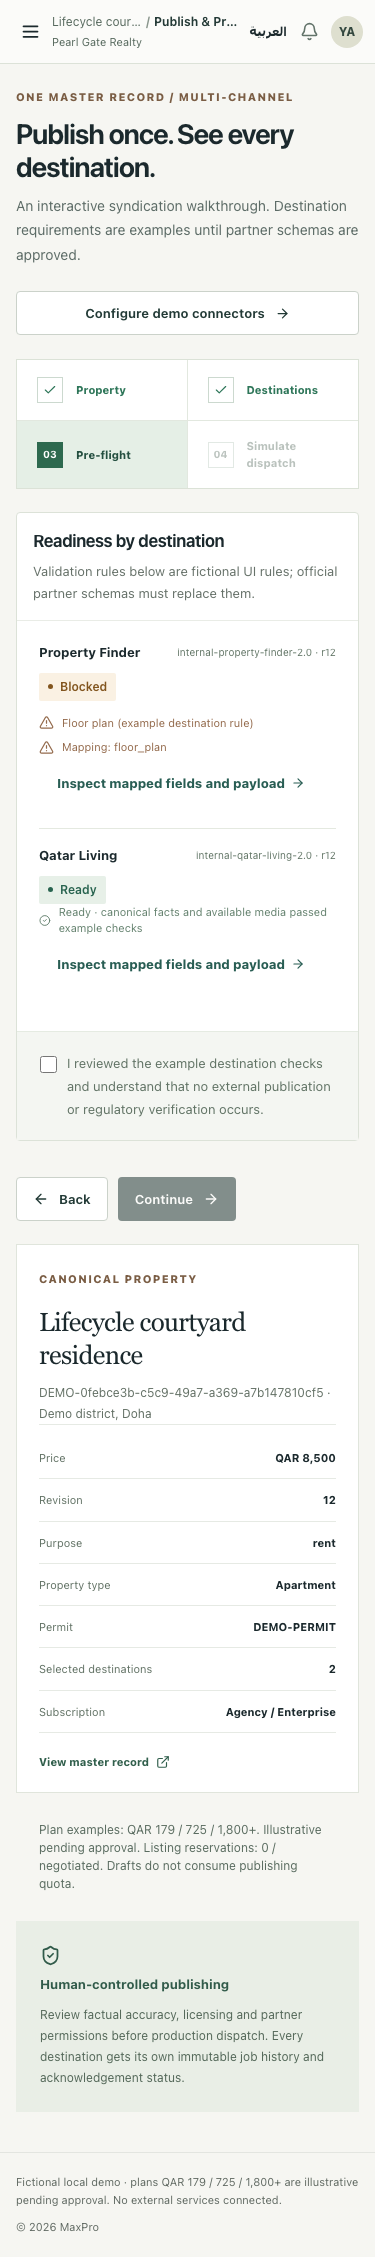 Lifecycle cour... / Publish & Pr...
Pearl Gate Realty
العربية
YA
ONE MASTER RECORD / MULTI-CHANNEL
Publish once. See every
destination.
An interactive syndication walkthrough. Destination
requirements are examples until partner schemas are
approved.
Configure demo connectors
Property
Destinations
03 Pre-flight
04 Simulate
dispatch
Readiness by destination
Validation rules below are fictional UI rules; official
partner schemas must replace them.
Property Finder internal-property-finder-2.0 · r12
Blocked
Floor plan (example destination rule)
Mapping: floor_plan
Inspect mapped fields and payload
Qatar Living internal-qatar-living-2.0 · r12
Ready
Ready · canonical facts and available media passed
example checks
Inspect mapped fields and payload
I reviewed the example destination checks
and understand that no external publication
or regulatory verification occurs.
Back
Continue
CANONICAL PROPERTY
Lifecycle courtyard
residence
DEMO-0febce3b-c5c9-49a7-a369-a7b147810cf5 ·
Demo district, Doha
Price QAR 8,500
Revision 12
Purpose rent
Property type Apartment
Permit DEMO-PERMIT
Selected destinations 2
Subscription Agency / Enterprise
View master record
Plan examples: QAR 179 / 725 / 1,800+. Illustrative
pending approval. Listing reservations: 0 /
negotiated. Drafts do not consume publishing
quota.
Human-controlled publishing
Review factual accuracy, licensing and partner
permissions before production dispatch. Every
destination gets its own immutable job history and
acknowledgement status.
Fictional local demo · plans QAR 179 / 725 / 1,800+ are illustrative
pending approval. No external services connected.
© 2026 MaxPro